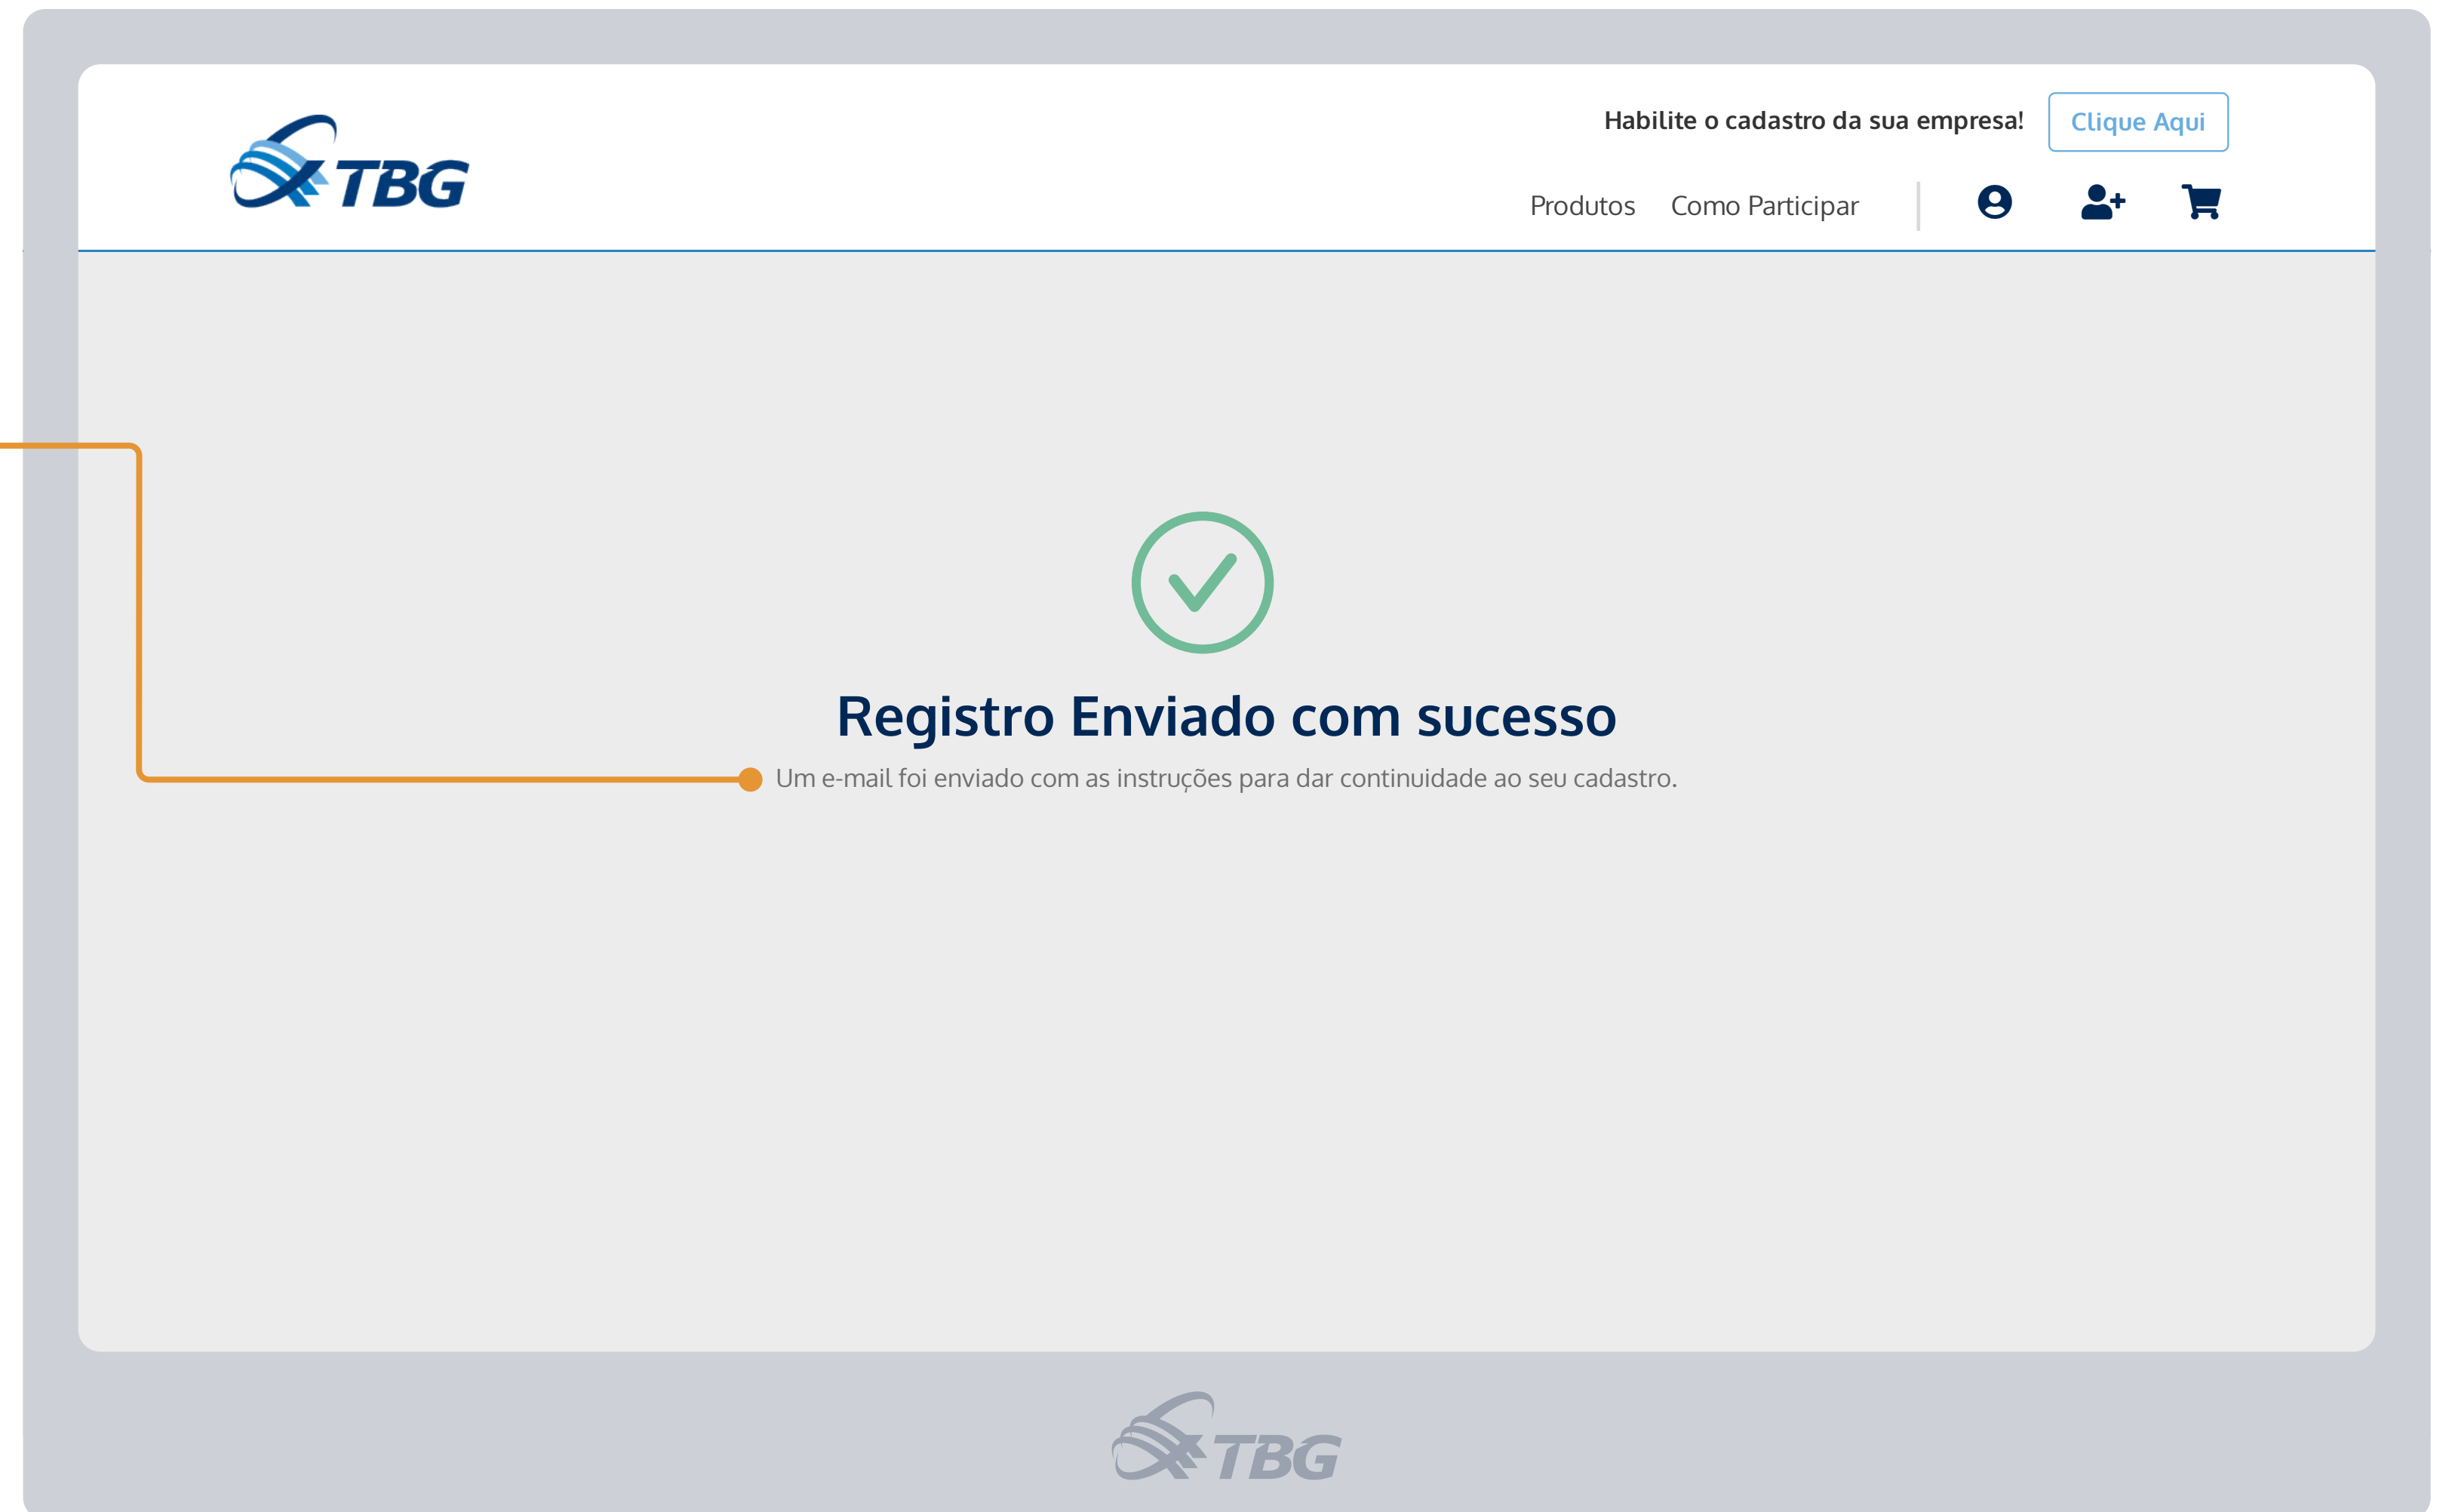 TBG
Habilite o cadastro da sua empresa!
Clique Aqui
Produtos
Como Participar
Registro Enviado com sucesso
Um e-mail foi enviado com as instruções para dar continuidade ao seu cadastro.
TBG